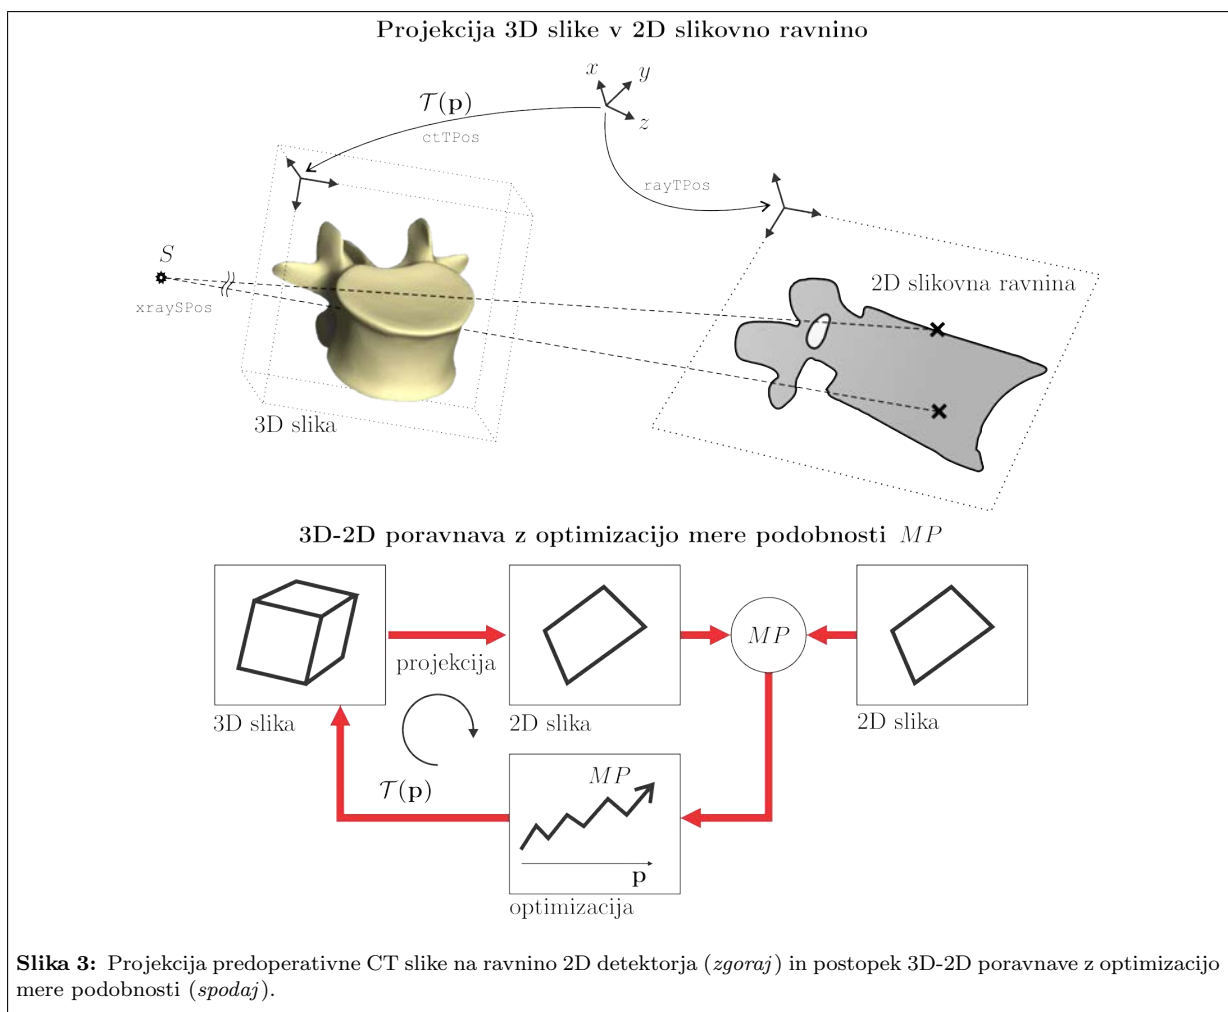 Projekcija 3D slike v 2D slikovno ravnino
x
y
z
T(p)
ctTPos
rayTPos
S
xraySPos
2D slikovna ravnina
3D slika
3D-2D poravnava z optimizacijo mere podobnosti MP
MP
projekcija
3D slika
2D slika
2D slika
T(p)
MP
p
optimizacija
Slika 3: Projekcija predoperativne CT slike na ravnino 2D detektorja (zgoraj) in postopek 3D-2D poravnave z optimizacijo
mere podobnosti (spodaj).